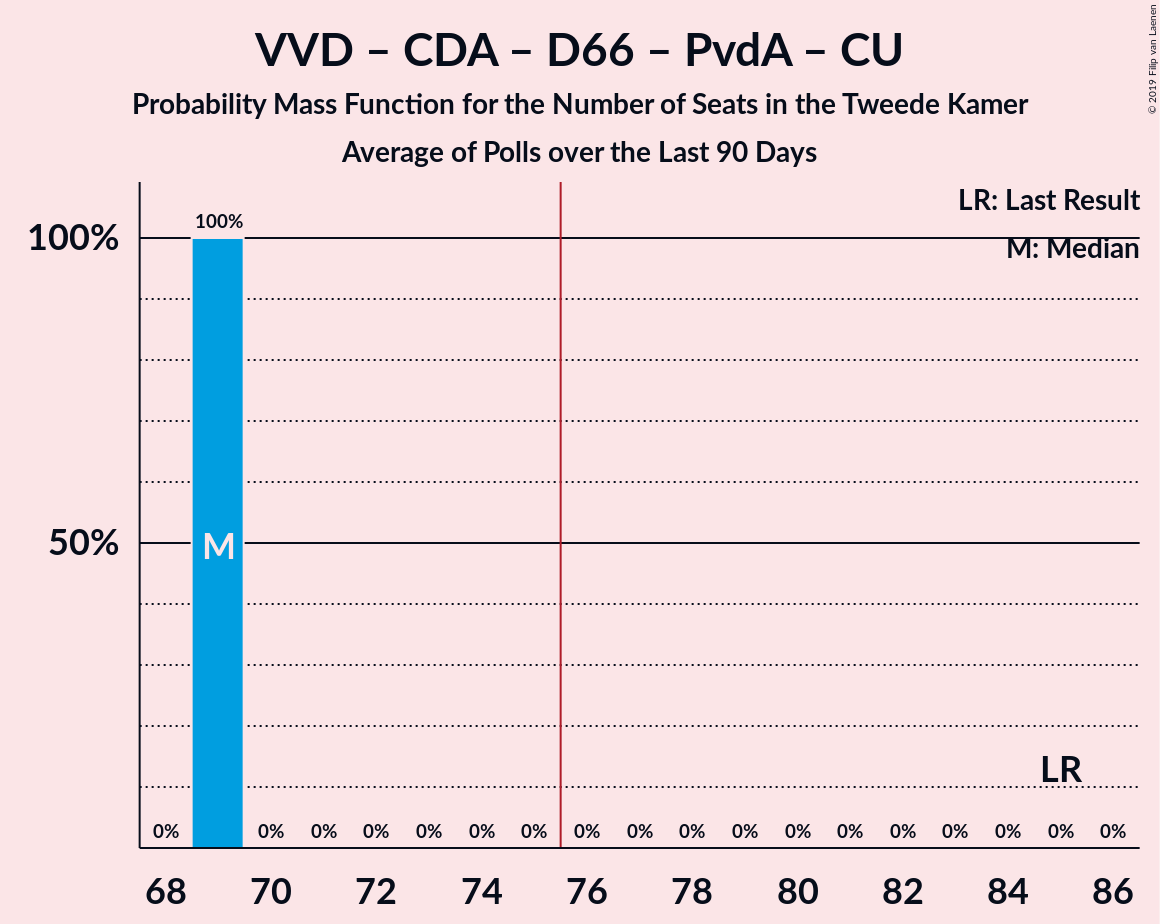 VVD – CDA – D66 – PvdA – CU
Probability Mass Function for the Number of Seats in the Tweede Kamer
Average of Polls over the Last 90 Days
© 2019 Filip van Laenen
LR: Last Result
M: Median
100%
100%
50%
M
LR
0% 0% 0% 0% 0% 0% 0% 0% 0% 0% 0% 0% 0% 0% 0% 0% 0% 0%
68 70 72 74 76 78 80 82 84 86